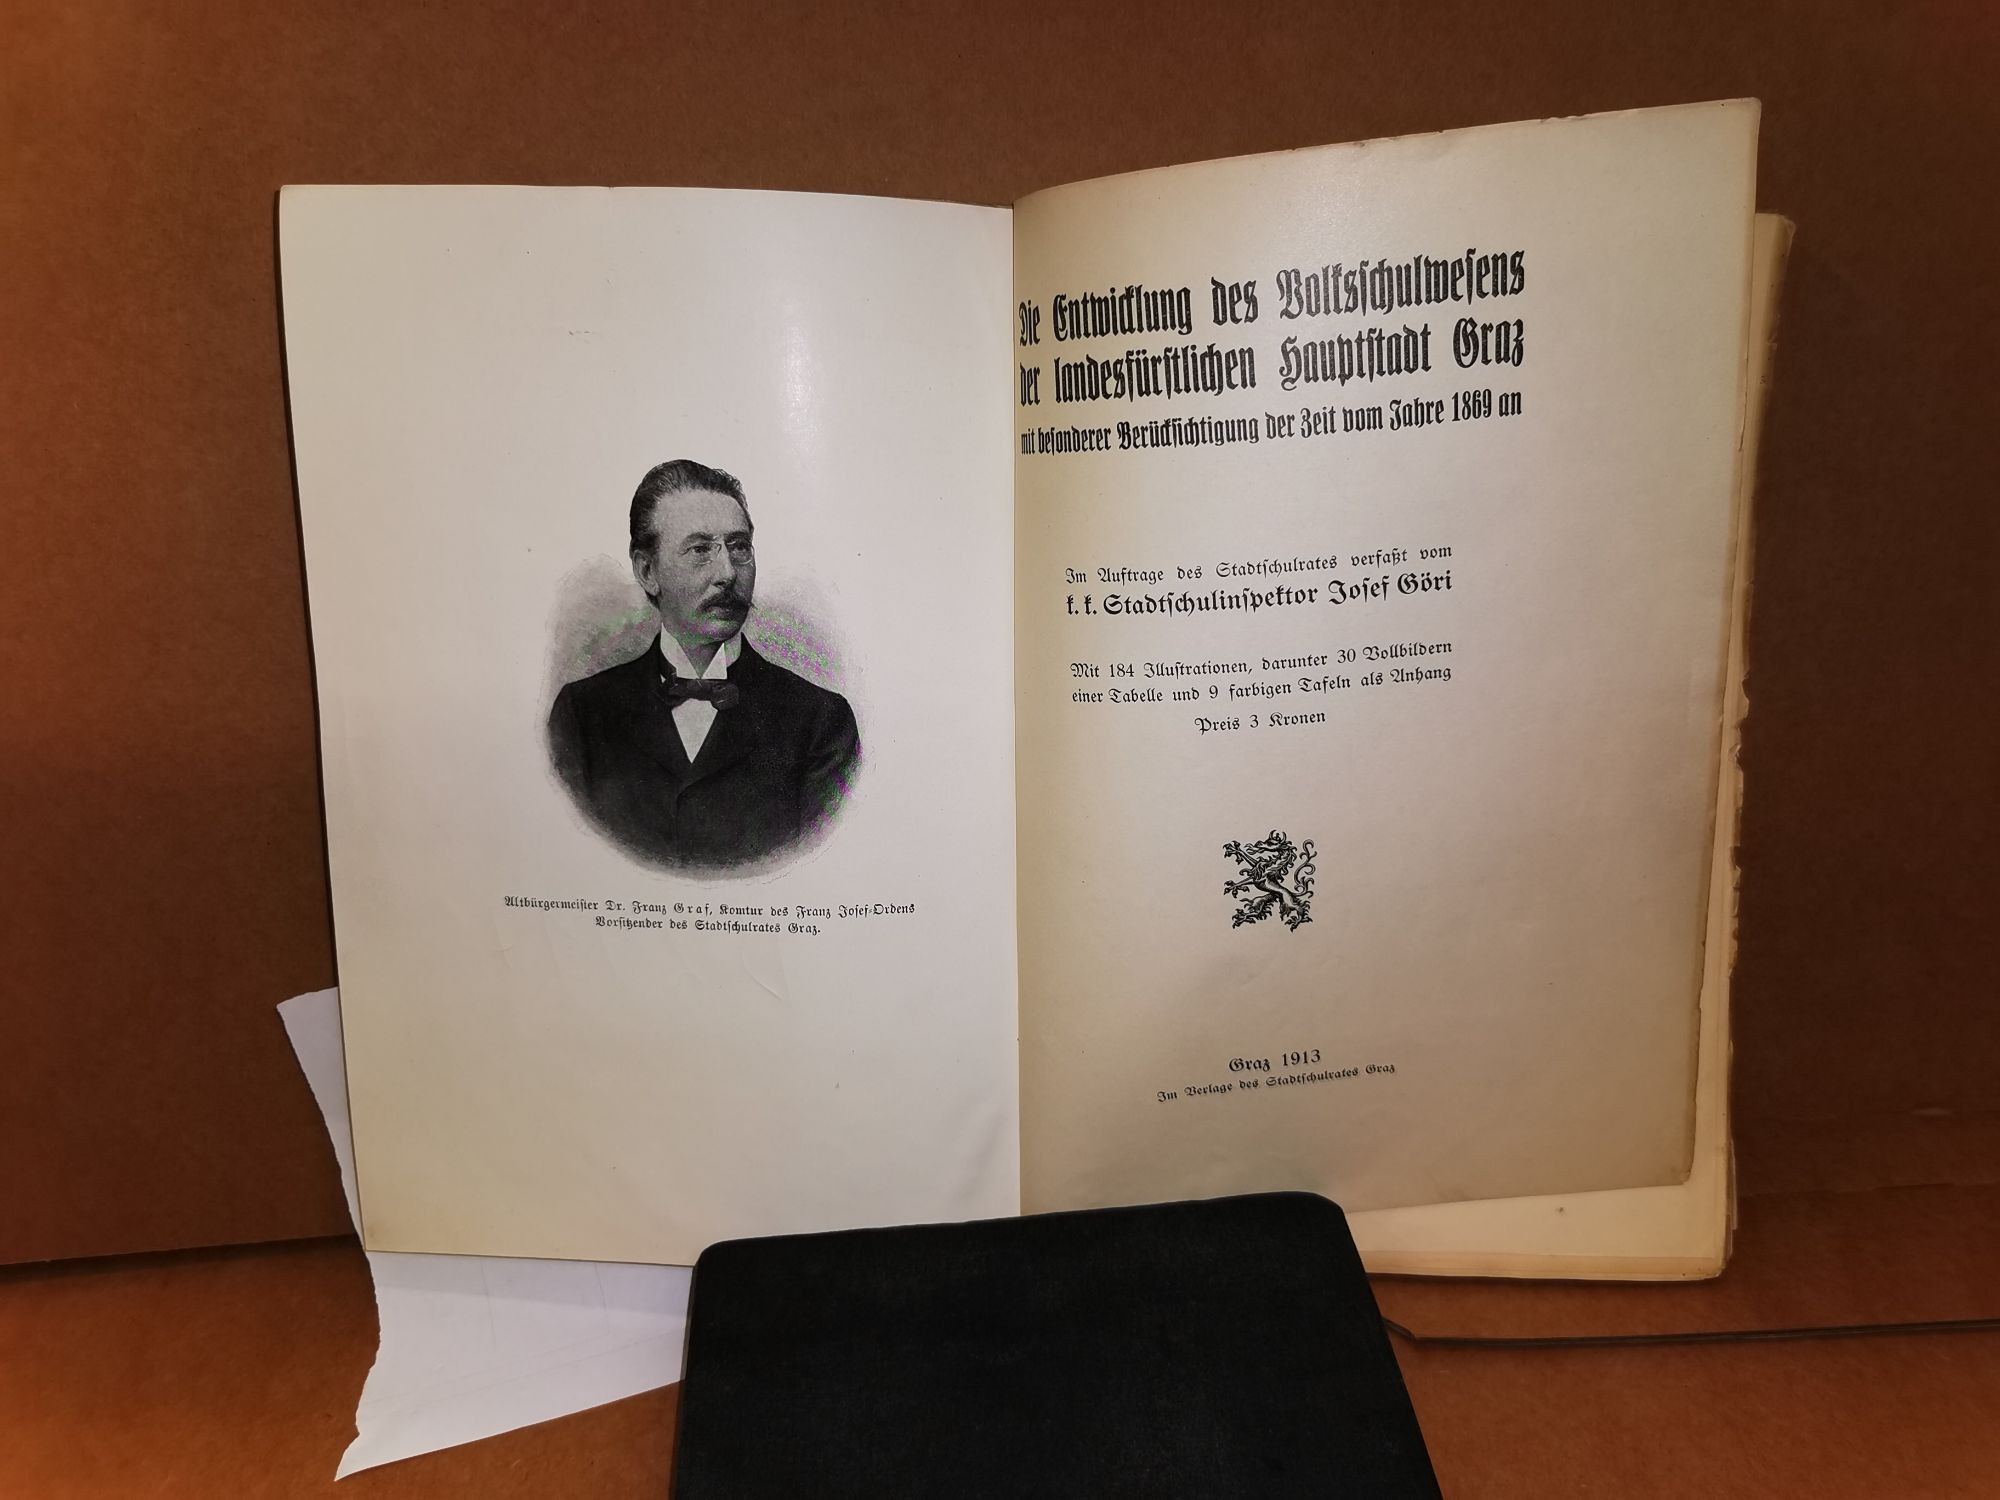 Altbürgermeister Dr. Franz Graf, Komtur des Franz Josef-Ordens
Vorsitzender des Stadtschulrates Graz.
Die Entwicklung des Volksschulwesens
der landesfürstlichen Hauptstadt Graz
mit besonderer Berücksichtigung der Zeit vom Jahre 1869 an
Im Auftrage des Stadtschulrates verfaßt vom
k. k. Stadtschulinspektor Josef Göri
Mit 184 Illustrationen, darunter 30 Vollbildern
einer Tabelle und 9 farbigen Tafeln als Anhang
Preis 3 Kronen
Graz 1913
Im Verlage des Stadtschulrates Graz